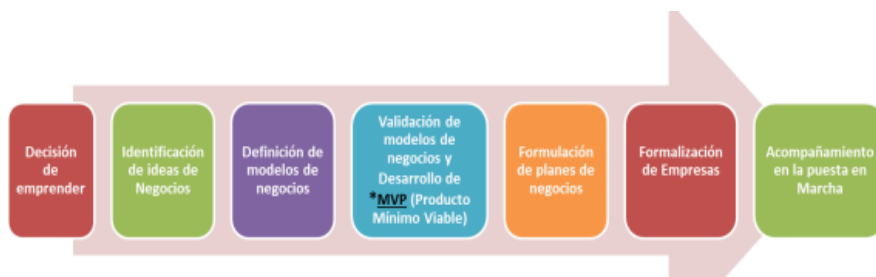 Decisión
de
emprender
Identificación
de ideas de
Negocios
Definición de
modelos de
negocios
Validación de
modelos de
negocios y
Desarrollo de
*MVP (Producto
Mínimo Viable)
Formulación
de planes de
negocios
Formalización
de Empresas
Acompañamiento
en la puesta en
Marcha